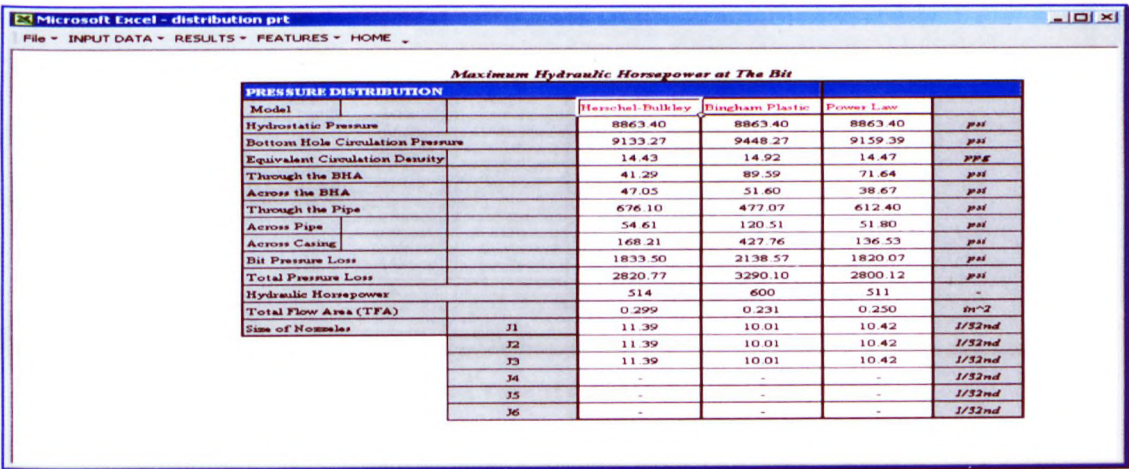 Microsoft Excel - distribution prt
File INPUT DATA RESULTS FEATURES HOME
Maximum Hydraulic Horsepower at The Bit
PRESSURE DISTRIBUTION
Model Herschel-Bulkley Bingham Plastic Power Law
Hydrostatic Pressure 8863.40 8863.40 8863.40 psi
Bottom Hole Circulation Pressure 9133.27 9448.27 9159.39 psi
Equivalent Circulation Density 14.43 14.92 14.47 ppg
Through the BHA 41.29 89.59 71.64 psi
Across the BHA 47.05 51.60 38.67 psi
Through the Pipe 676.10 477.07 612.40 psi
Across Pipe 54.61 120.51 51.80 psi
Across Casing 168.21 427.76 136.53 psi
Bit Pressure Loss 1833.50 2138.57 1820.07 psi
Total Pressure Loss 2820.77 3290.10 2800.12 psi
Hydraulic Horsepower 514 600 511 -
Total Flow Area (TFA) 0.299 0.231 0.250 in^2
Size of Nozzeles J1 11.39 10.01 10.42 1/32nd
J2 11.39 10.01 10.42 1/32nd
J3 11.39 10.01 10.42 1/32nd
J4 - - - 1/32nd
J5 - - - 1/32nd
J6 - - - 1/32nd